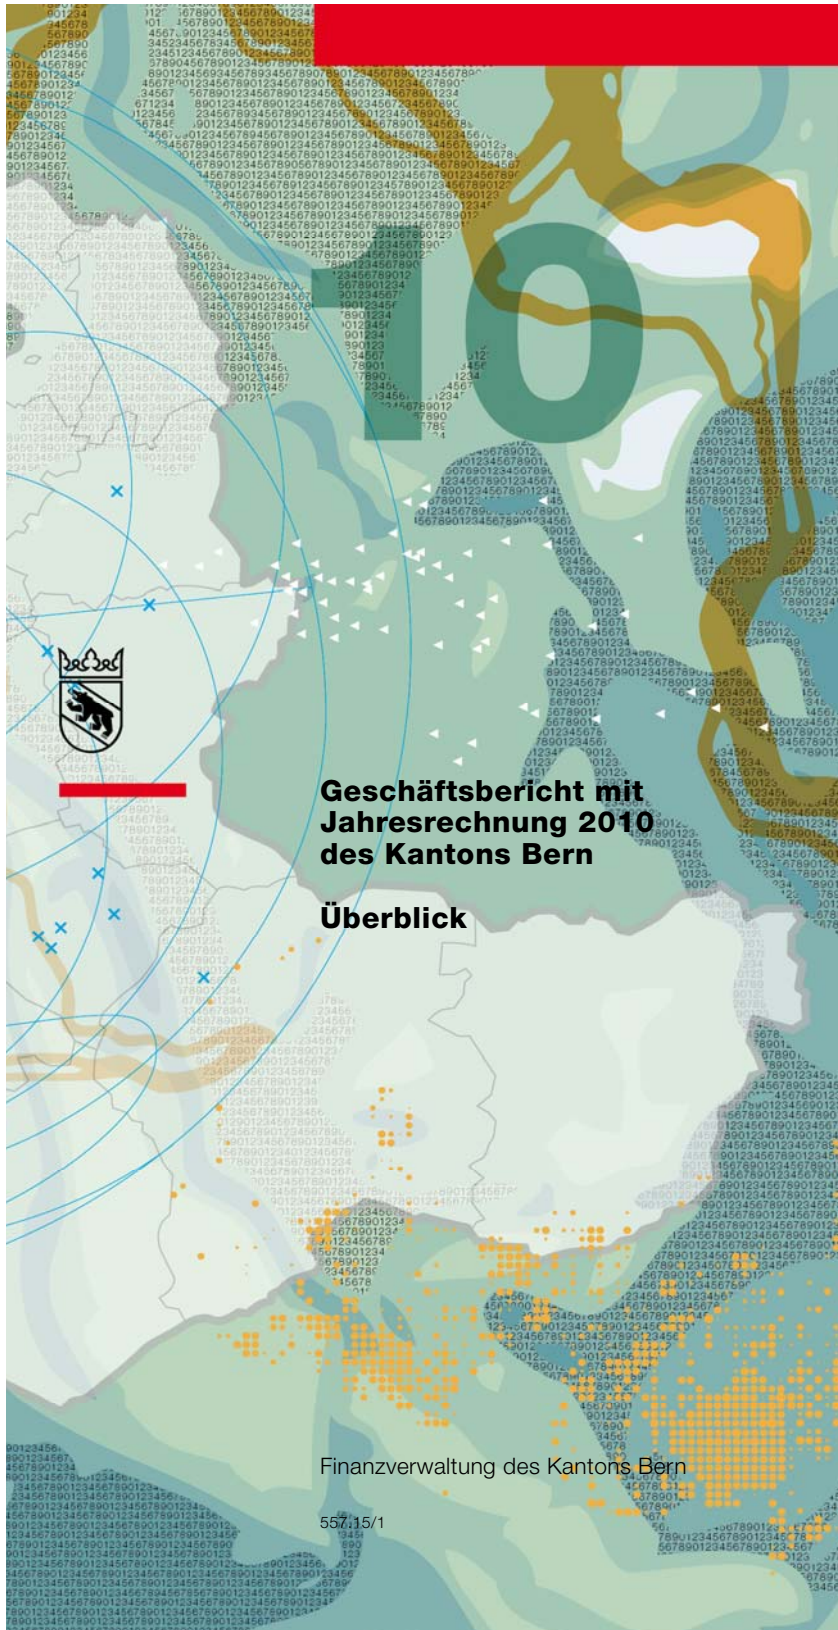 10
Geschäftsbericht mit
Jahresrechnung 2010
des Kantons Bern
Überblick
Finanzverwaltung des Kantons Bern
557.15/1